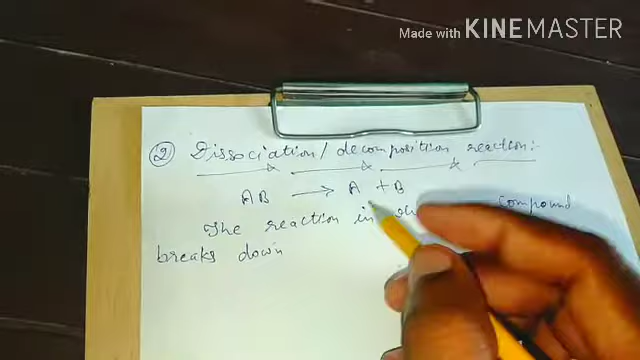 Made with KINEMASTER
② Dissociation/decomposition reaction:-
AB → A + B
The reaction in compound
breaks down